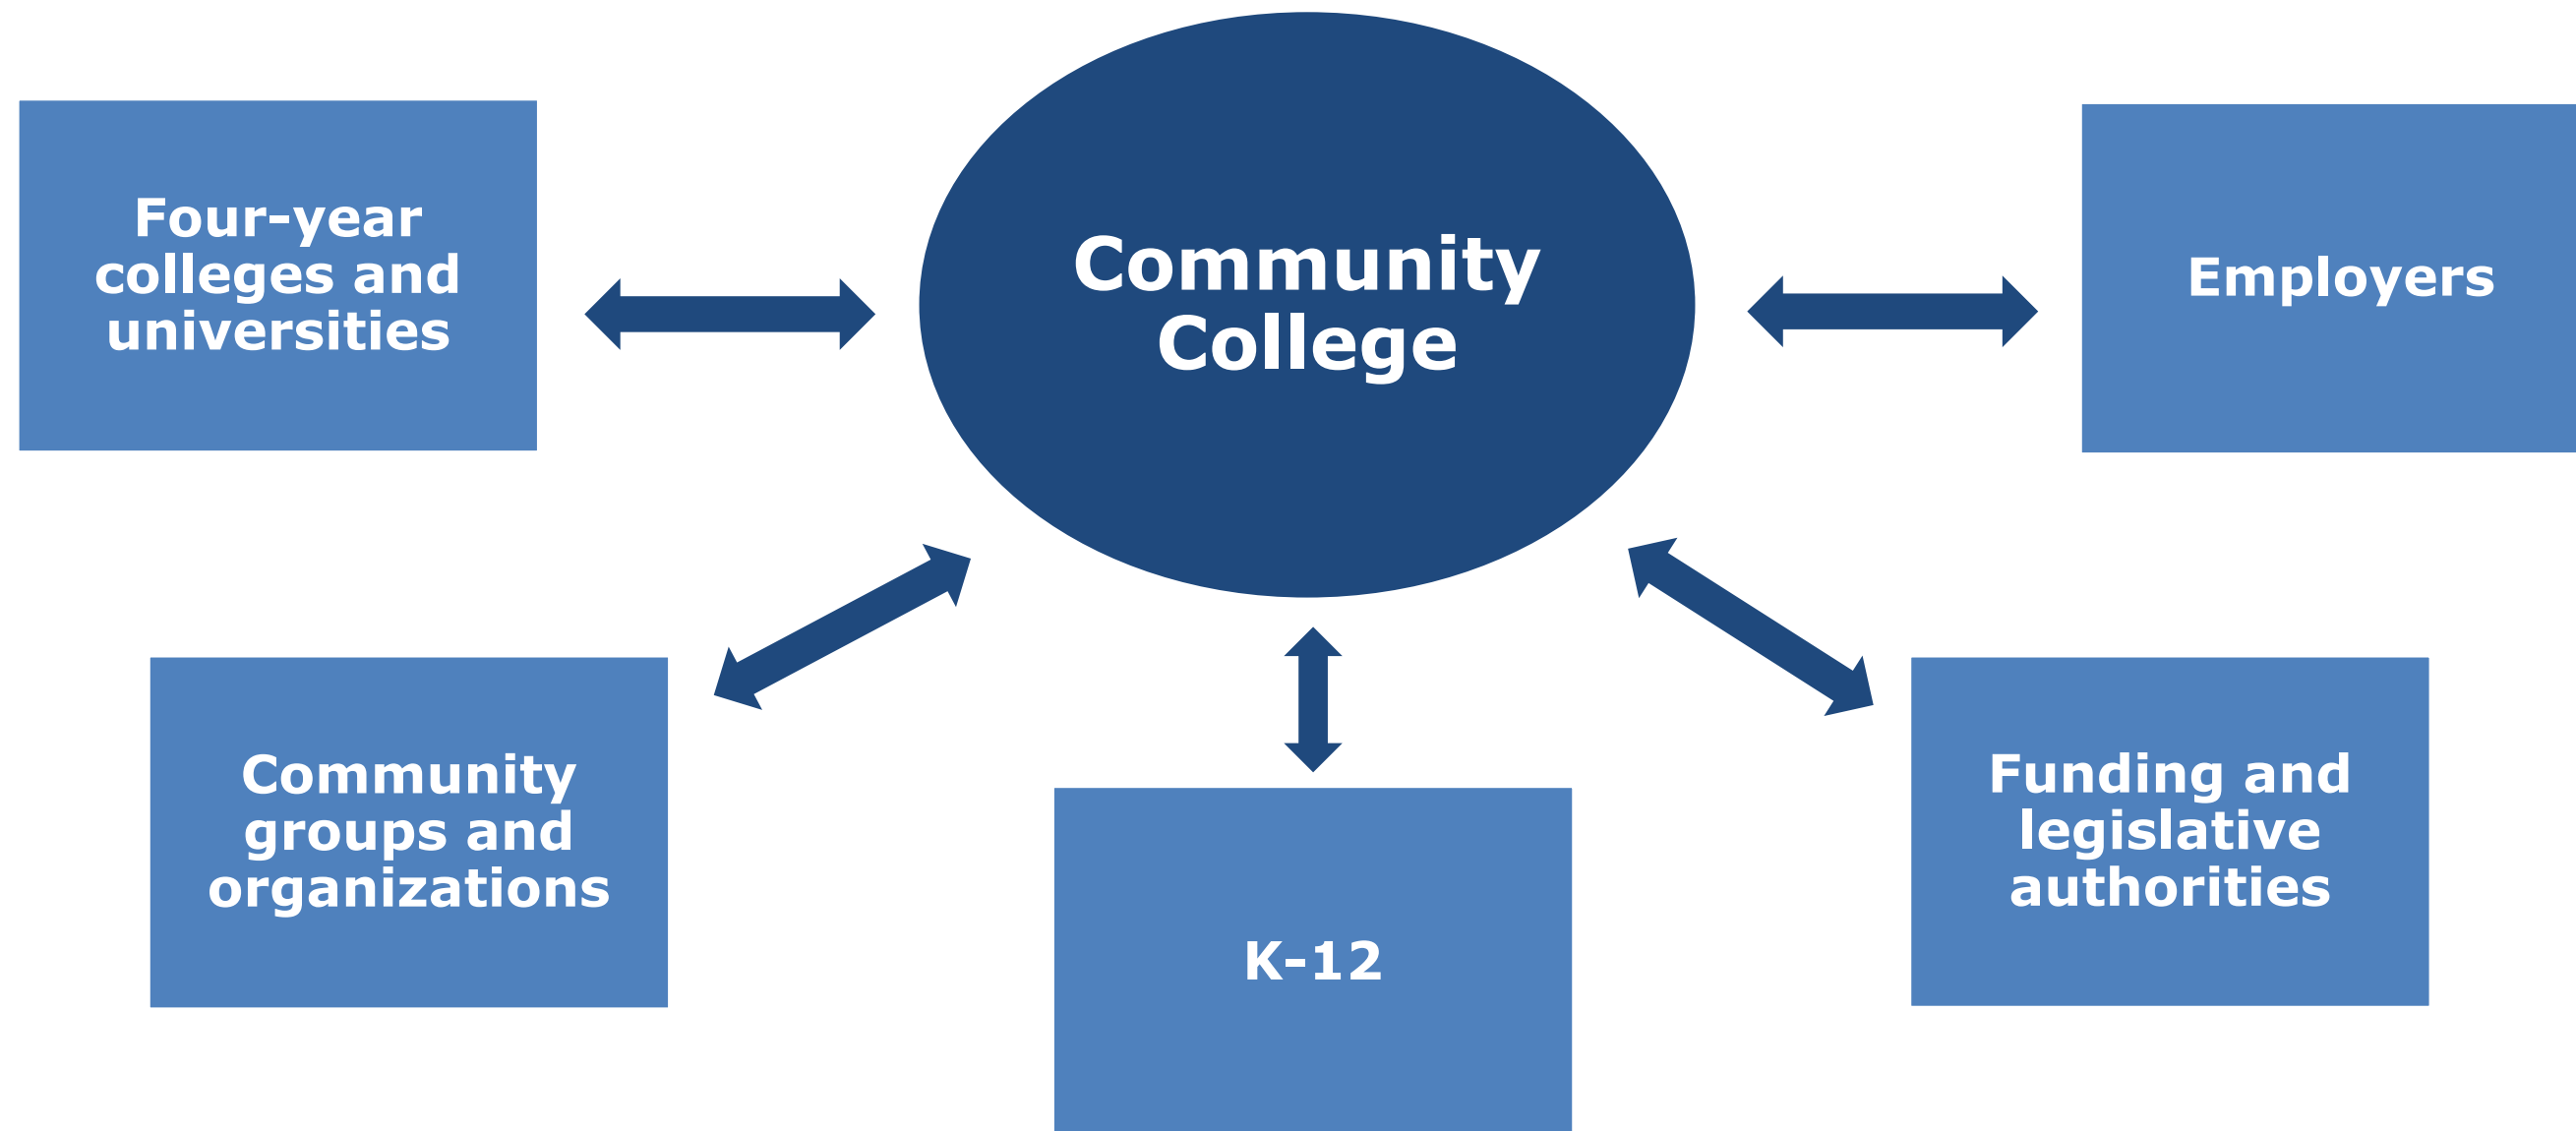 Community
College
Four-year
colleges and
universities
Employers
Community
groups and
organizations
K-12
Funding and
legislative
authorities